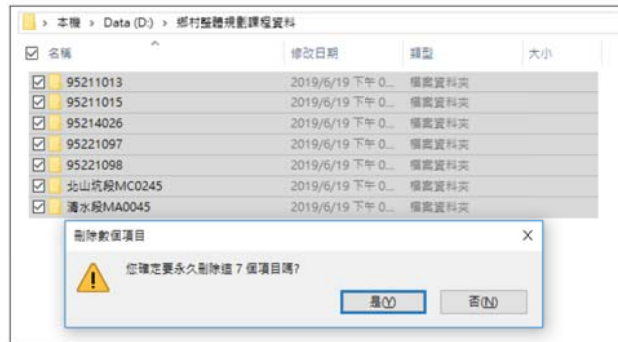 本機 > Data (D:) > 鄉村整體規劃課程資料
名稱 修改日期 類型 大小
95211013 2019/6/19 下午 0... 檔案資料夾
95211015 2019/6/19 下午 0... 檔案資料夾
95214026 2019/6/19 下午 0... 檔案資料夾
95221097 2019/6/19 下午 0... 檔案資料夾
95221098 2019/6/19 下午 0... 檔案資料夾
北山坑段MC0245 2019/6/19 下午 0... 檔案資料夾
清水段MA0045 2019/6/19 下午 0... 檔案資料夾
刪除數個項目 X
您確定要永久刪除這 7 個項目嗎?
是(Y) 否(N)